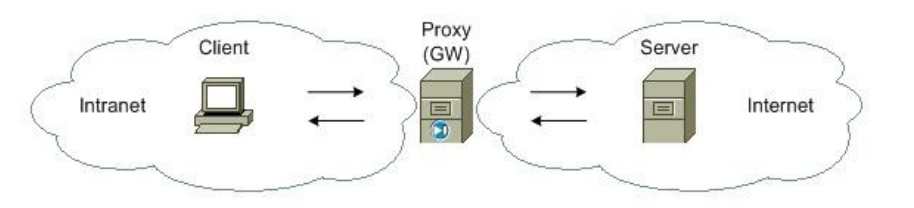 Proxy
(GW)
Client
Server
Intranet
Internet